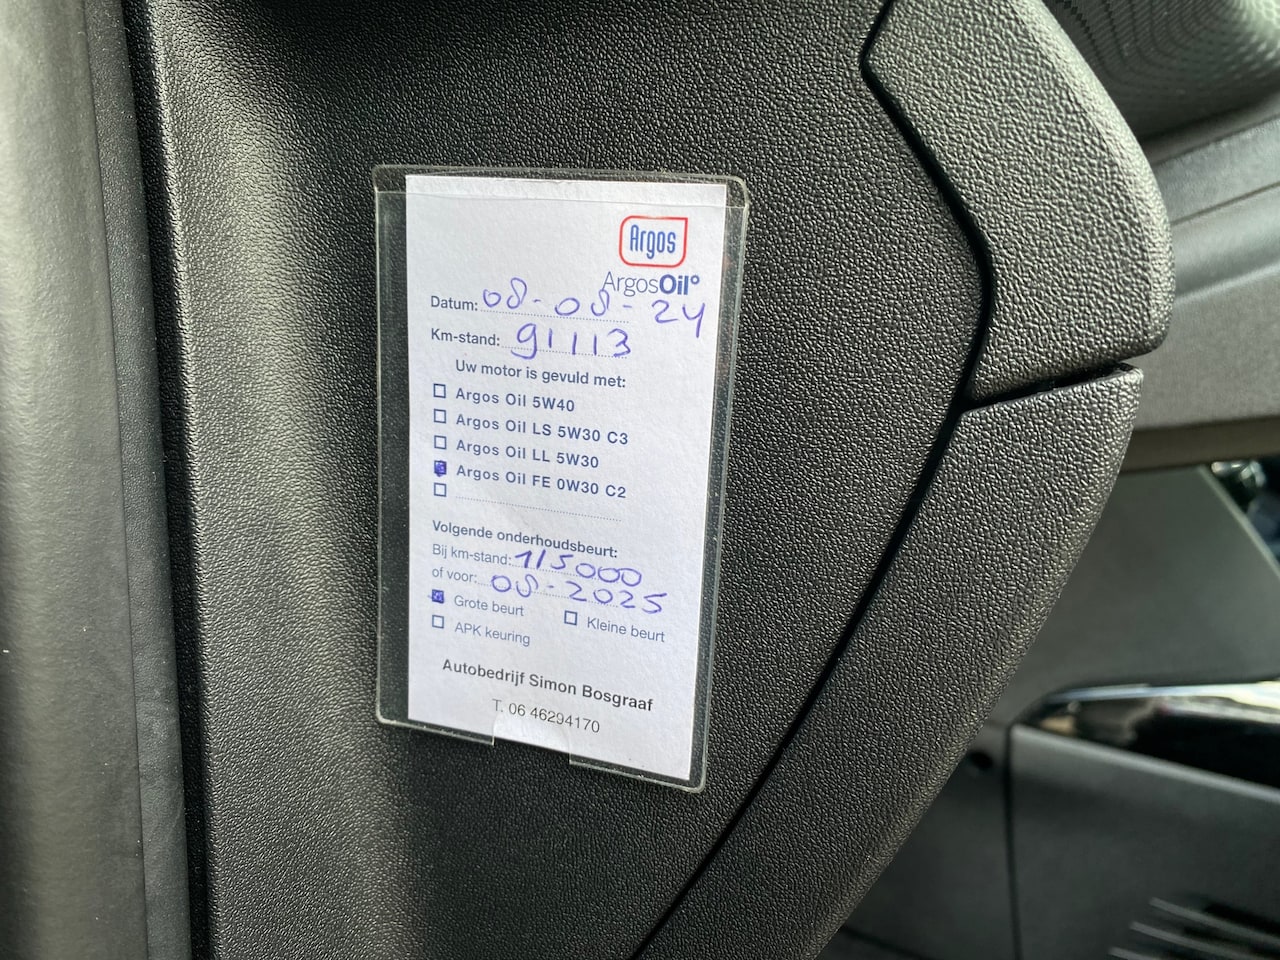 Argos
ArgosOil°
Datum: 08-08-24
Km-stand: 91113
Uw motor is gevuld met:
Argos Oil 5W40
Argos Oil LS 5W30 C3
Argos Oil LL 5W30
Argos Oil FE 0W30 C2
Volgende onderhoudsbeurt:
Bij km-stand: 115000
of voor: 08-2025
Grote beurt Kleine beurt
APK keuring
Autobedrijf Simon Bosgraaf
T. 06 46294170